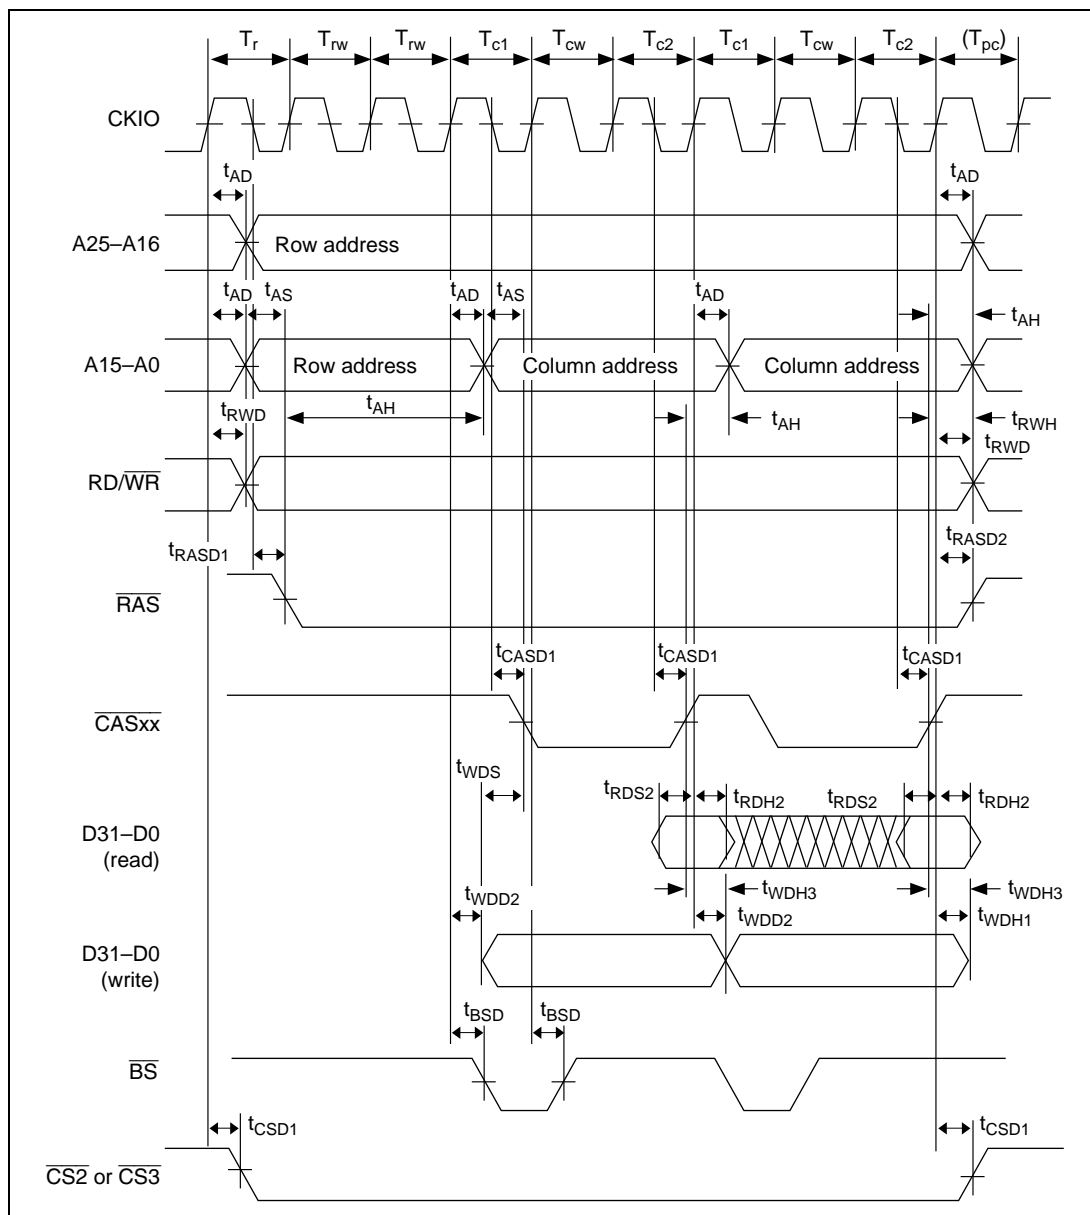 Tr Trw Trw Tc1 Tcw Tc2 Tc1 Tcw Tc2 (Tpc)
CKIO
tAD tAD
A25–A16 Row address
tAD tAS tAD tAS tAD tAH
A15–A0 Row address Column address Column address
tRWD tAH tAH tRWH
tRWD
RD/WR
tRASD1 tRASD2
RAS
tCASD1 tCASD1 tCASD1
CASxx
tWDS tRDS2 tRDH2 tRDS2 tRDH2
D31–D0
(read)
tWDD2 tWDH3 tWDH3
tWDD2 tWDH1
D31–D0
(write)
tBSD tBSD
BS
tCSD1 tCSD1
CS2 or CS3